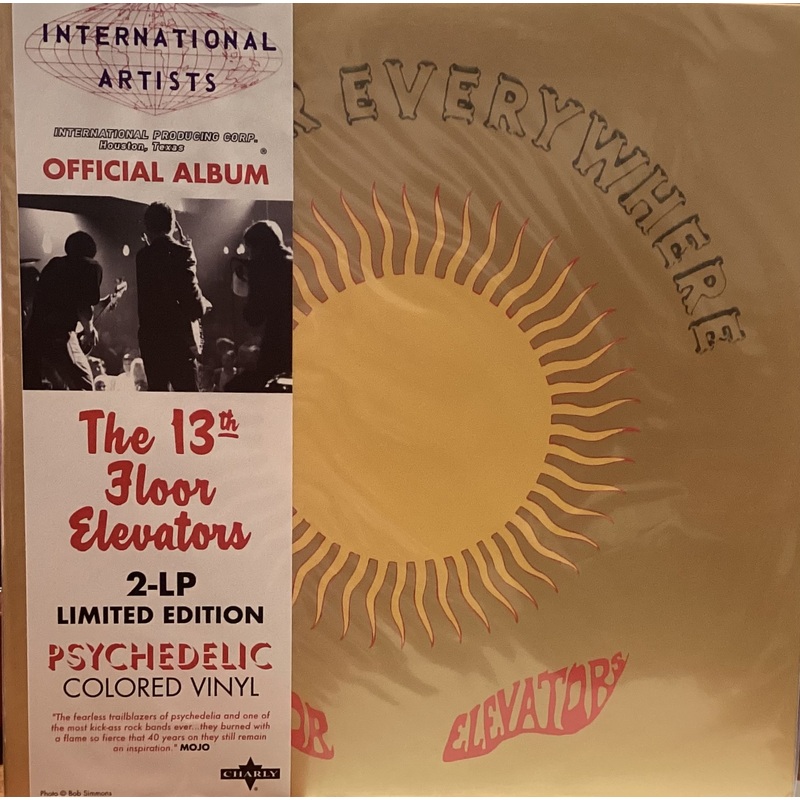 INTERNATIONAL
ARTISTS
INTERNATIONAL PRODUCING CORP.
Houston, Texas
®
OFFICIAL ALBUM
The 13th
Floor
Elevators
2-LP
LIMITED EDITION
PSYCHEDELIC
COLORED VINYL
"The fearless trailblazers of psychedelia and one of
the most kick-ass rock bands ever...they burned with
a flame so fierce that 40 years on they still remain
an inspiration." MOJO
CHARLY
®
Photo © Bob Simmons
R EVERYWHERE
OR ELEVATORS